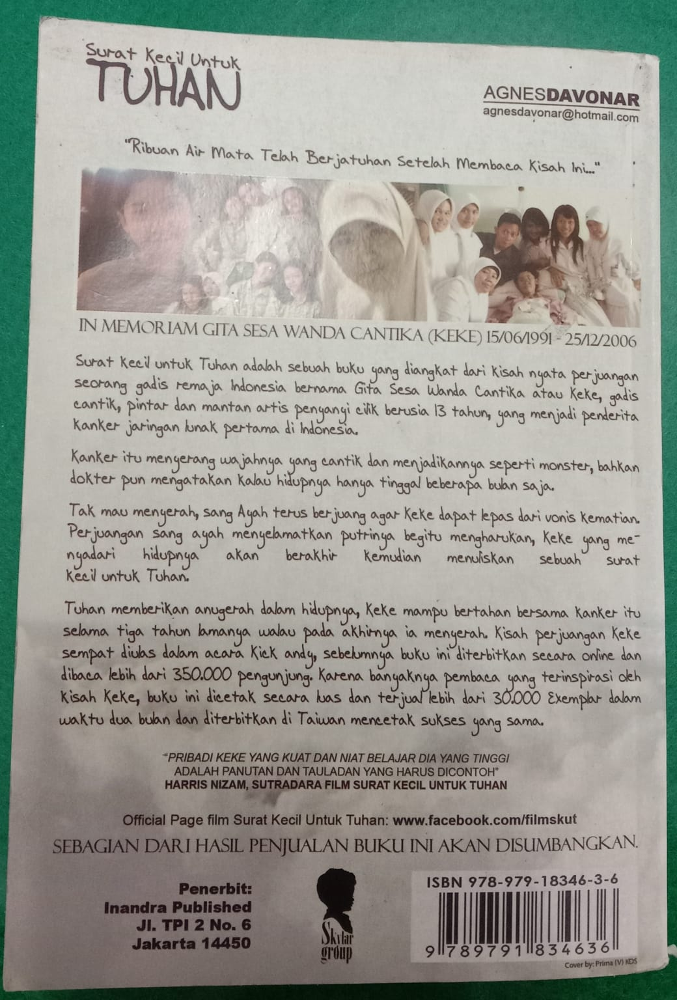 Surat Kecil Untuk
TUHAN
AGNESDAVONAR
agnesdavonar@hotmail.com
"Ribuan Air Mata Telah Berjatuhan Setelah Membaca Kisah Ini..."
IN MEMORIAM GITA SESA WANDA CANTIKA (KEKE) 15/06/1991 - 25/12/2006
Surat Kecil untuk Tuhan adalah sebuah buku yang diangkat dari kisah nyata perjuangan
seorang gadis remaja Indonesia bernama Gita Sesa Wanda Cantika atau Keke, gadis
cantik, pintar dan mantan artis penyanyi cilik berusia 13 tahun, yang menjadi penderita
kanker jaringan lunak pertama di Indonesia.
Kanker itu menyerang wajahnya yang cantik dan menjadikannya seperti monster, bahkan
dokter pun mengatakan kalau hidupnya hanya tinggal beberapa bulan saja.
Tak mau menyerah, sang Ayah terus berjuang agar Keke dapat lepas dari vonis kematian.
Perjuangan sang ayah menyelamatkan putrinya begitu mengharukan, Keke yang me-
nyadari hidupnya akan berakhir kemudian menuliskan sebuah surat
kecil untuk Tuhan.
Tuhan memberikan anugerah dalam hidupnya, Keke mampu bertahan bersama kanker itu
selama tiga tahun lamanya walau pada akhirnya ia menyerah. Kisah perjuangan Keke
sempat diulas dalam acara Kick andy, sebelumnya buku ini diterbitkan secara online dan
dibaca lebih dari 350.000 pengunjung. Karena banyaknya pembaca yang terinspirasi oleh
kisah Keke, buku ini dicetak secara luas dan terjual lebih dari 30.000 Exemplar dalam
waktu dua bulan dan diterbitkan di Taiwan mencetak sukses yang sama.
"PRIBADI KEKE YANG KUAT DAN NIAT BELAJAR DIA YANG TINGGI
ADALAH PANUTAN DAN TAULADAN YANG HARUS DICONTOH"
HARRIS NIZAM, SUTRADARA FILM SURAT KECIL UNTUK TUHAN
Official Page film Surat Kecil Untuk Tuhan: www.facebook.com/filmskut
SEBAGIAN DARI HASIL PENJUALAN BUKU INI AKAN DISUMBANGKAN.
Penerbit:
Inandra Published
Jl. TPI 2 No. 6
Jakarta 14450
Skylar
group
ISBN 978-979-18346-3-6
9 789791 834636
Cover by: Prima (V) KDS